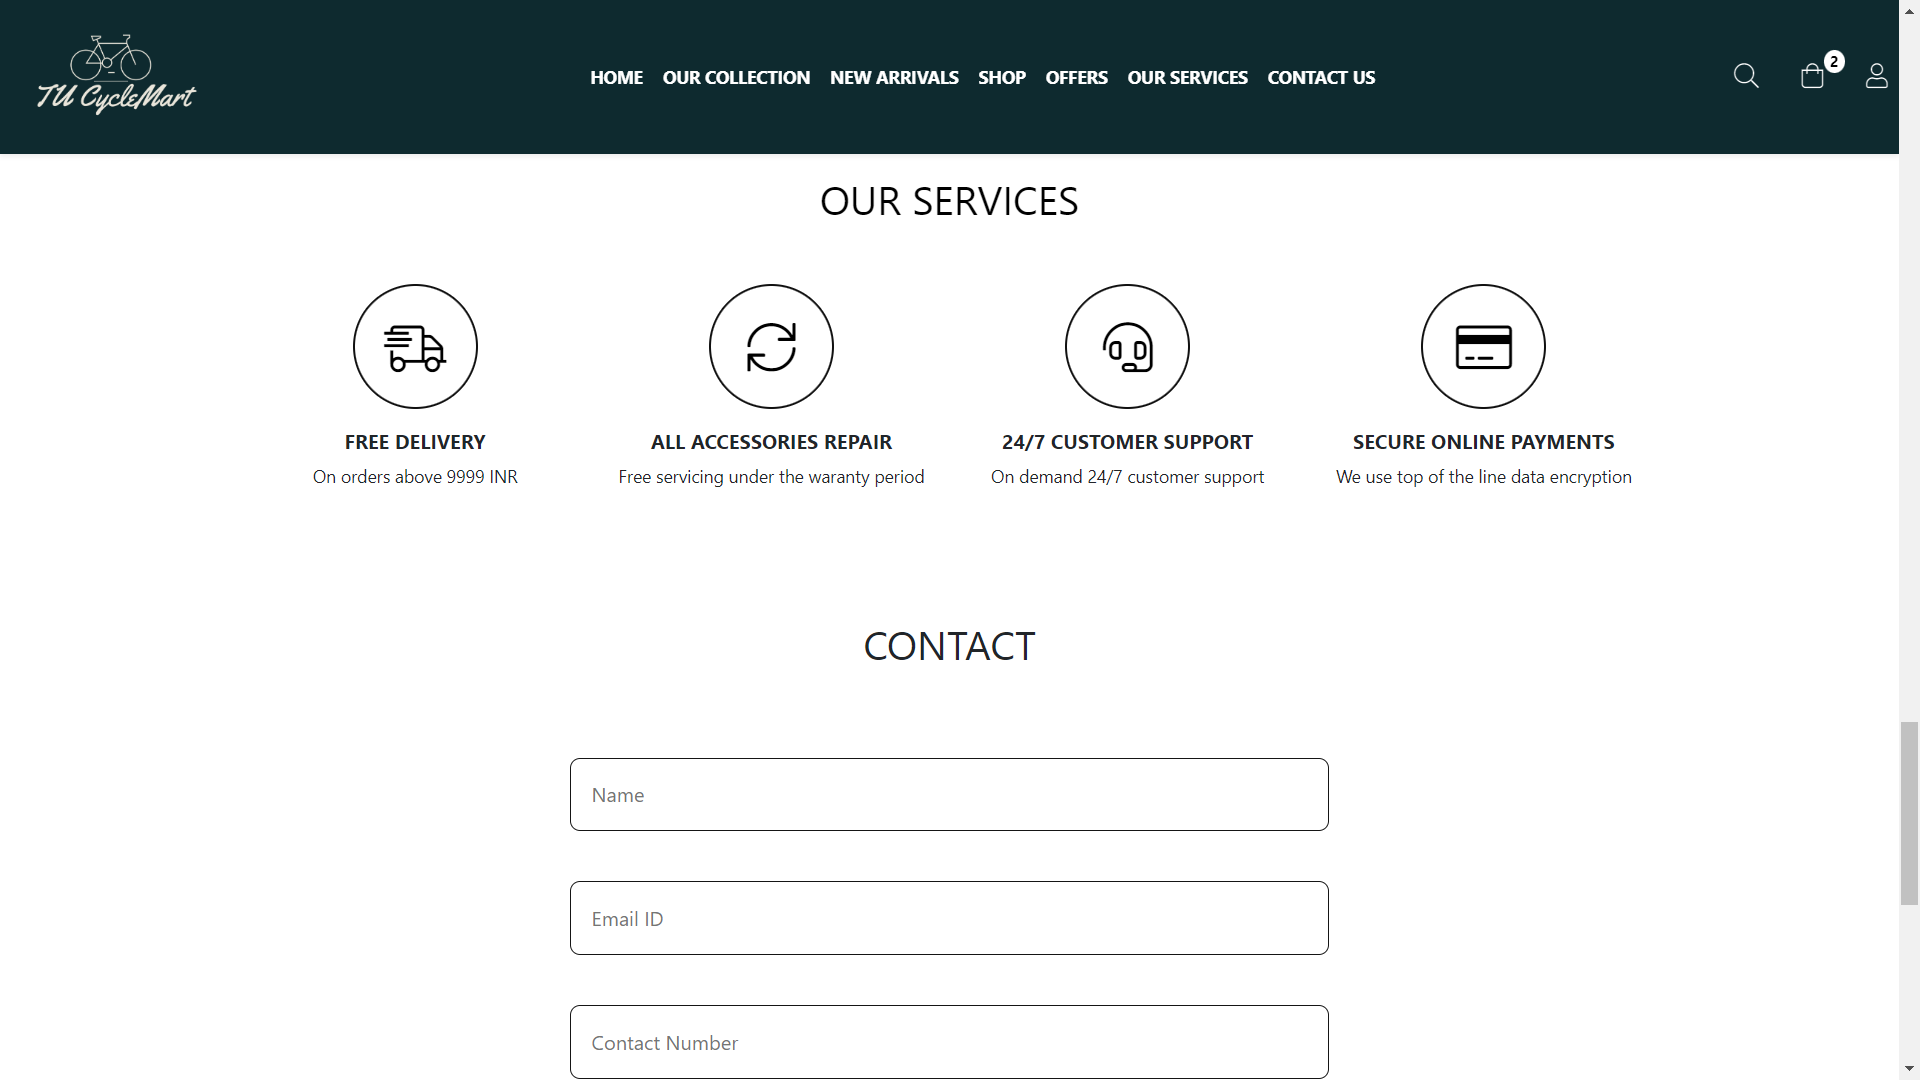 TU CycleMart
HOME OUR COLLECTION NEW ARRIVALS SHOP OFFERS OUR SERVICES CONTACT US
2
OUR SERVICES
FREE DELIVERY
On orders above 9999 INR
ALL ACCESSORIES REPAIR
Free servicing under the waranty period
24/7 CUSTOMER SUPPORT
On demand 24/7 customer support
SECURE ONLINE PAYMENTS
We use top of the line data encryption
CONTACT
Name
Email ID
Contact Number